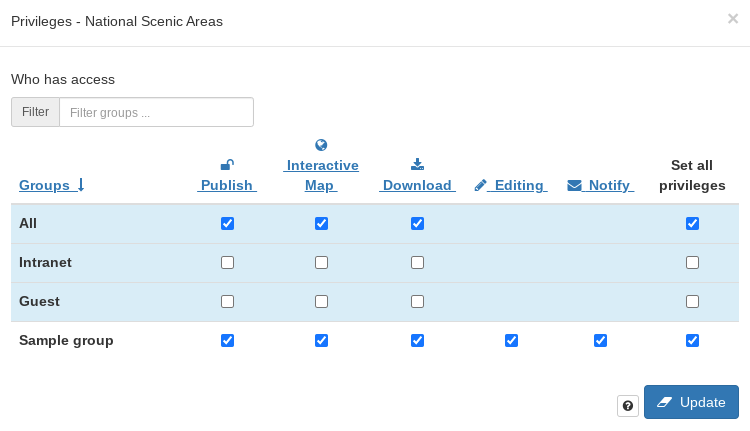 Privileges - National Scenic Areas
×
Who has access
Filter
Filter groups ...
Groups
Publish
Interactive
Map
Download
Editing
Notify
Set all
privileges
All
Intranet
Guest
Sample group
Update